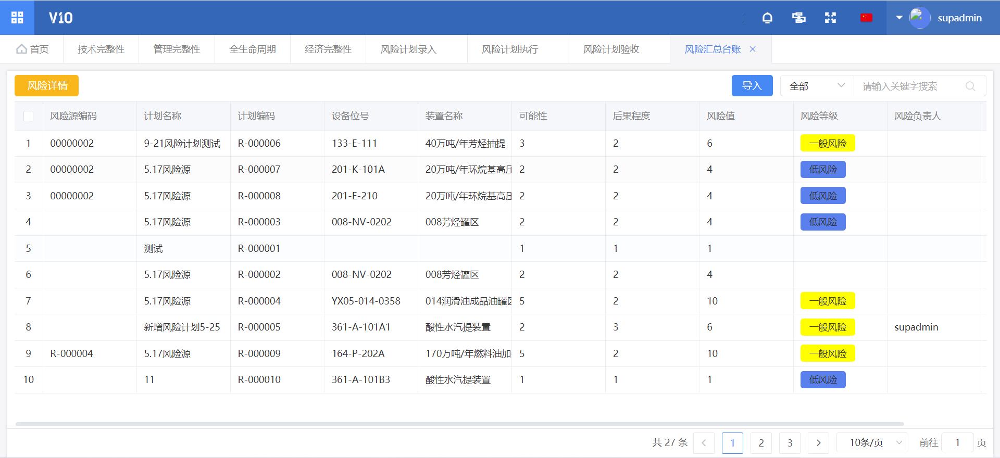 V10
supadmin
首页
技术完整性
管理完整性
全生命周期
经济完整性
风险计划录入
风险计划执行
风险计划验收
风险汇总台账
风险详情
导入
全部
请输入关键字搜索
风险源编码 计划名称 计划编码 设备位号 装置名称 可能性 后果程度 风险值 风险等级 风险负责人
1 00000002 9-21风险计划测试 R-000006 133-E-111 40万吨/年芳烃抽提 3 2 6 一般风险
2 00000002 5.17风险源 R-000007 201-K-101A 20万吨/年环烷基高压 2 2 4 低风险
3 00000002 5.17风险源 R-000008 201-E-210 20万吨/年环烷基高压 2 2 4 低风险
4 5.17风险源 R-000003 008-NV-0202 008芳烃罐区 2 2 4 低风险
5 测试 R-000001 1 1 1
6 5.17风险源 R-000002 008-NV-0202 008芳烃罐区 2 2 4
7 5.17风险源 R-000004 YX05-014-0358 014润滑油成品油罐区 5 2 10 一般风险
8 新增风险计划5-25 R-000005 361-A-101A1 酸性水汽提装置 2 3 6 一般风险 supadmin
9 R-000004 5.17风险源 R-000009 164-P-202A 170万吨/年燃料油加 5 2 10 一般风险
10 11 R-000010 361-A-101B3 酸性水汽提装置 1 1 1 低风险
共 27 条 1 2 3 10条/页 前往 1 页